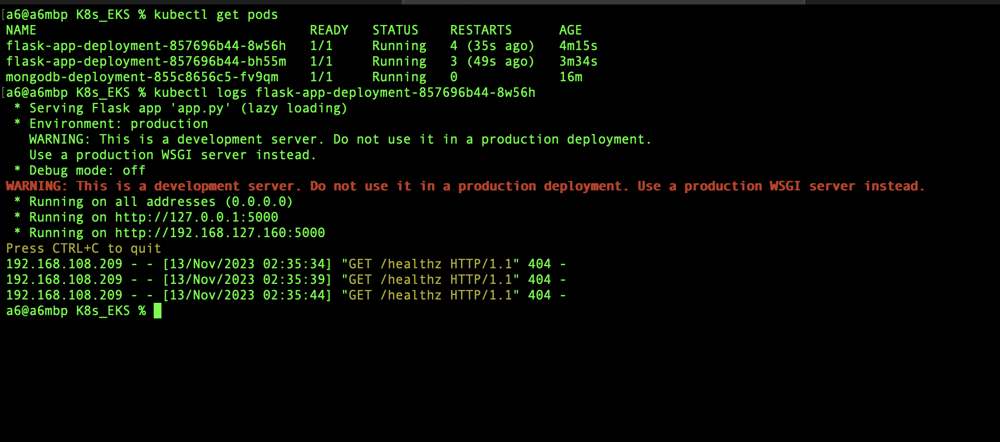 [a6@a6mbp K8s_EKS % kubectl get pods
NAME                                   READY   STATUS    RESTARTS      AGE
flask-app-deployment-857696b44-8w56h   1/1     Running   4 (35s ago)   4m15s
flask-app-deployment-857696b44-bh55m   1/1     Running   3 (49s ago)   3m34s
mongodb-deployment-855c8656c5-fv9qm    1/1     Running   0             16m
[a6@a6mbp K8s_EKS % kubectl logs flask-app-deployment-857696b44-8w56h
 * Serving Flask app 'app.py' (lazy loading)
 * Environment: production
   WARNING: This is a development server. Do not use it in a production deployment.
   Use a production WSGI server instead.
 * Debug mode: off
WARNING: This is a development server. Do not use it in a production deployment. Use a production WSGI server instead.
 * Running on all addresses (0.0.0.0)
 * Running on http://127.0.0.1:5000
 * Running on http://192.168.127.160:5000
Press CTRL+C to quit
192.168.108.209 - - [13/Nov/2023 02:35:34] "GET /healthz HTTP/1.1" 404 -
192.168.108.209 - - [13/Nov/2023 02:35:39] "GET /healthz HTTP/1.1" 404 -
192.168.108.209 - - [13/Nov/2023 02:35:44] "GET /healthz HTTP/1.1" 404 -
a6@a6mbp K8s_EKS %